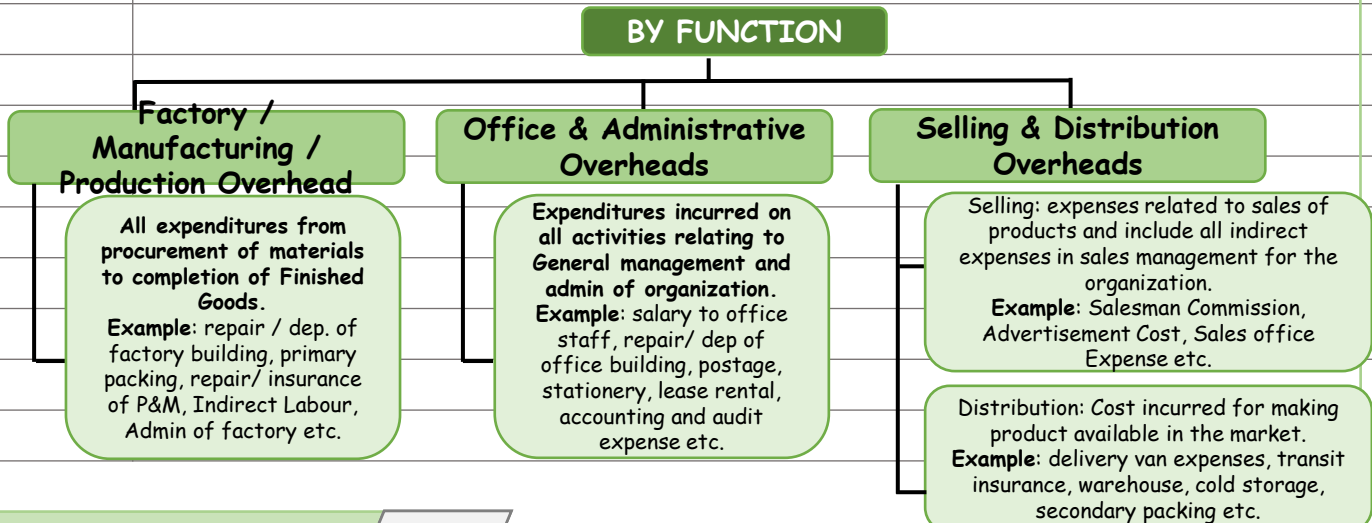 BY FUNCTION
Factory /
Manufacturing /
Production Overhead
All expenditures from
procurement of materials
to completion of Finished
Goods.
Example: repair / dep. of
factory building, primary
packing, repair/ insurance
of P&M, Indirect Labour,
Admin of factory etc.
Office & Administrative
Overheads
Expenditures incurred on
all activities relating to
General management and
admin of organization.
Example: salary to office
staff, repair/ dep of
office building, postage,
stationery, lease rental,
accounting and audit
expense etc.
Selling & Distribution
Overheads
Selling: expenses related to sales of
products and include all indirect
expenses in sales management for the
organization.
Example: Salesman Commission,
Advertisement Cost, Sales office
Expense etc.
Distribution: Cost incurred for making
product available in the market.
Example: delivery van expenses, transit
insurance, warehouse, cold storage,
secondary packing etc.